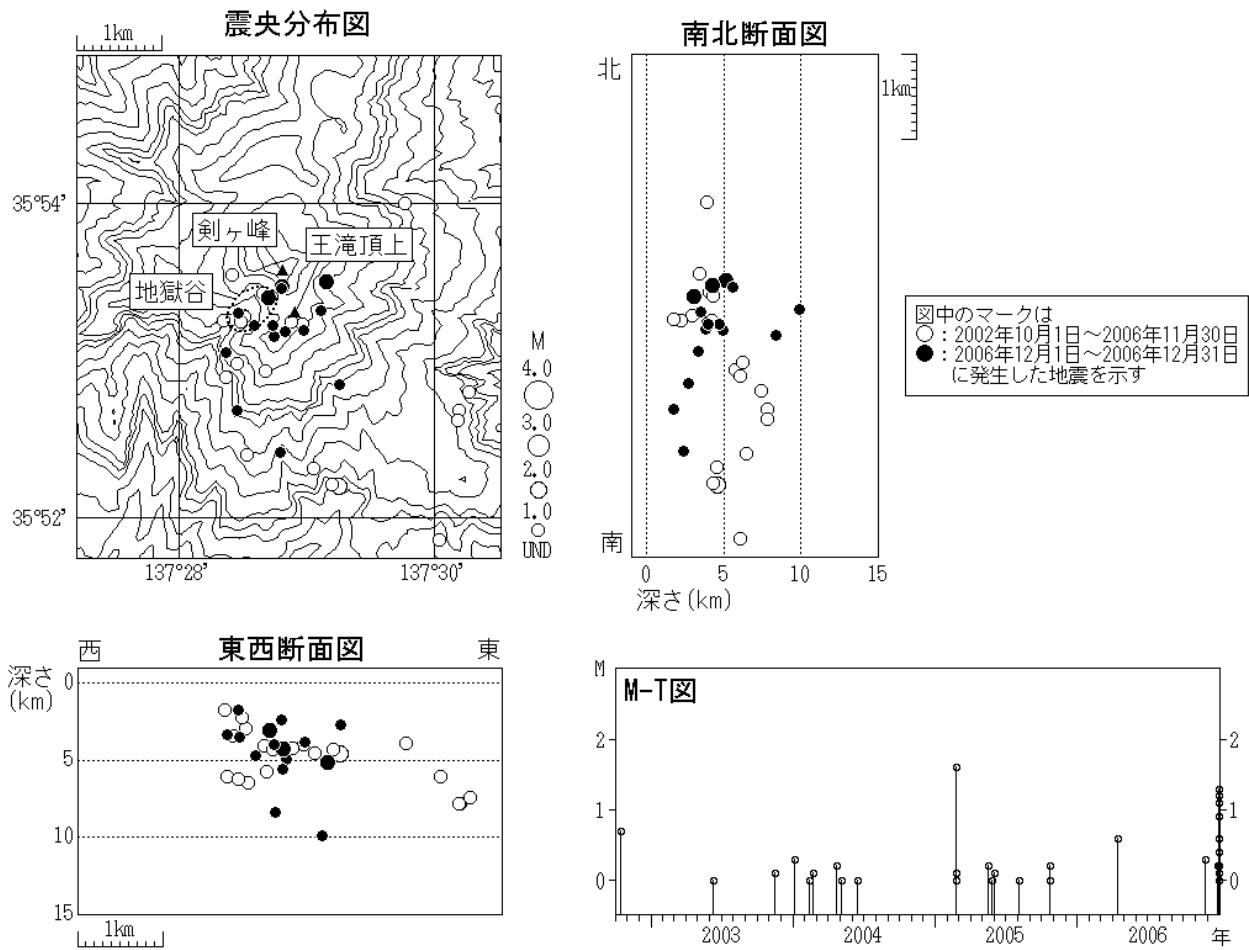 震央分布図
1km
35°54'
35°52'
137°28'
137°30'
剣ヶ峰
王滝頂上
地獄谷
M
4.0
3.0
2.0
1.0
UND
南北断面図
北
南
1km
0
5
10
15
深さ(km)
図中のマークは
○：2002年10月1日～2006年11月30日
●：2006年12月1日～2006年12月31日
に発生した地震を示す
東西断面図
西
東
深さ
(km)
0
5
10
15
1km
M-T図
M
2
1
0
2
1
0
2003
2004
2005
2006
年